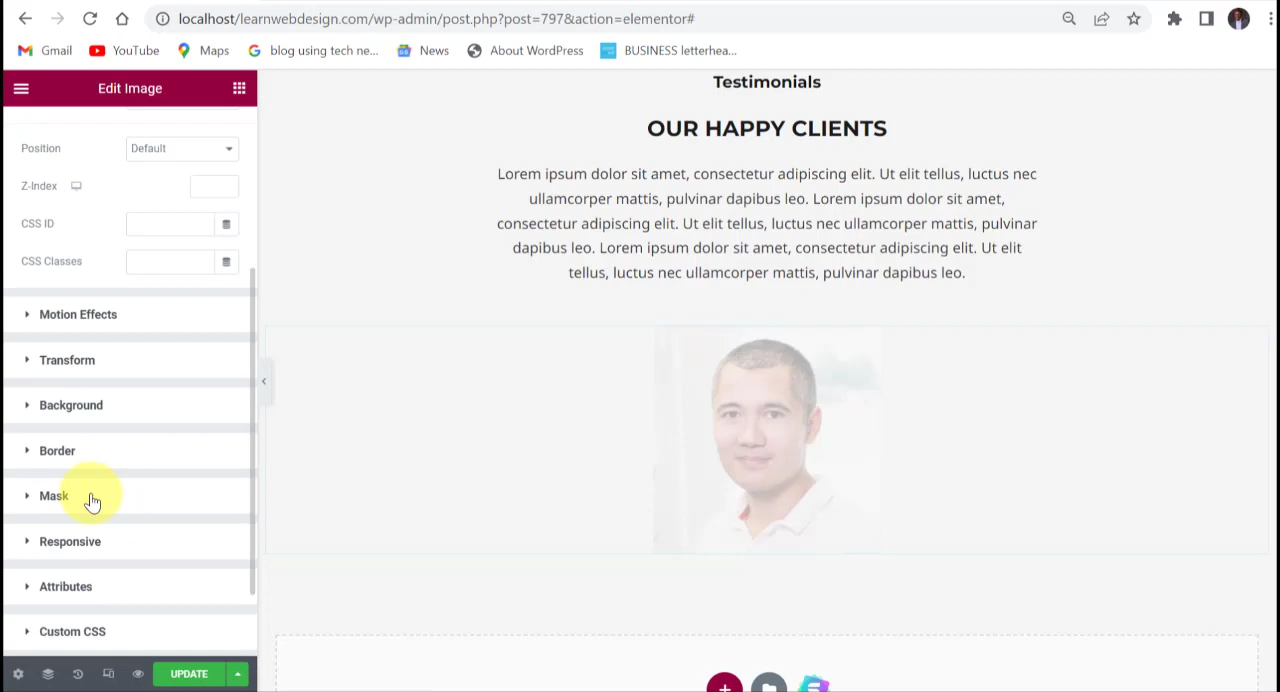 localhost/learnwebdesign.com/wp-admin/post.php?post=797&action=elementor#
Gmail YouTube Maps blog using tech ne... News About WordPress BUSINESS letterhea...
Edit Image
Position Default
Z-Index
CSS ID
CSS Classes
Motion Effects
Transform
Background
Border
Mask
Responsive
Attributes
Custom CSS
UPDATE
Testimonials
OUR HAPPY CLIENTS
Lorem ipsum dolor sit amet, consectetur adipiscing elit. Ut elit tellus, luctus nec
ullamcorper mattis, pulvinar dapibus leo. Lorem ipsum dolor sit amet,
consectetur adipiscing elit. Ut elit tellus, luctus nec ullamcorper mattis, pulvinar
dapibus leo. Lorem ipsum dolor sit amet, consectetur adipiscing elit. Ut elit
tellus, luctus nec ullamcorper mattis, pulvinar dapibus leo.